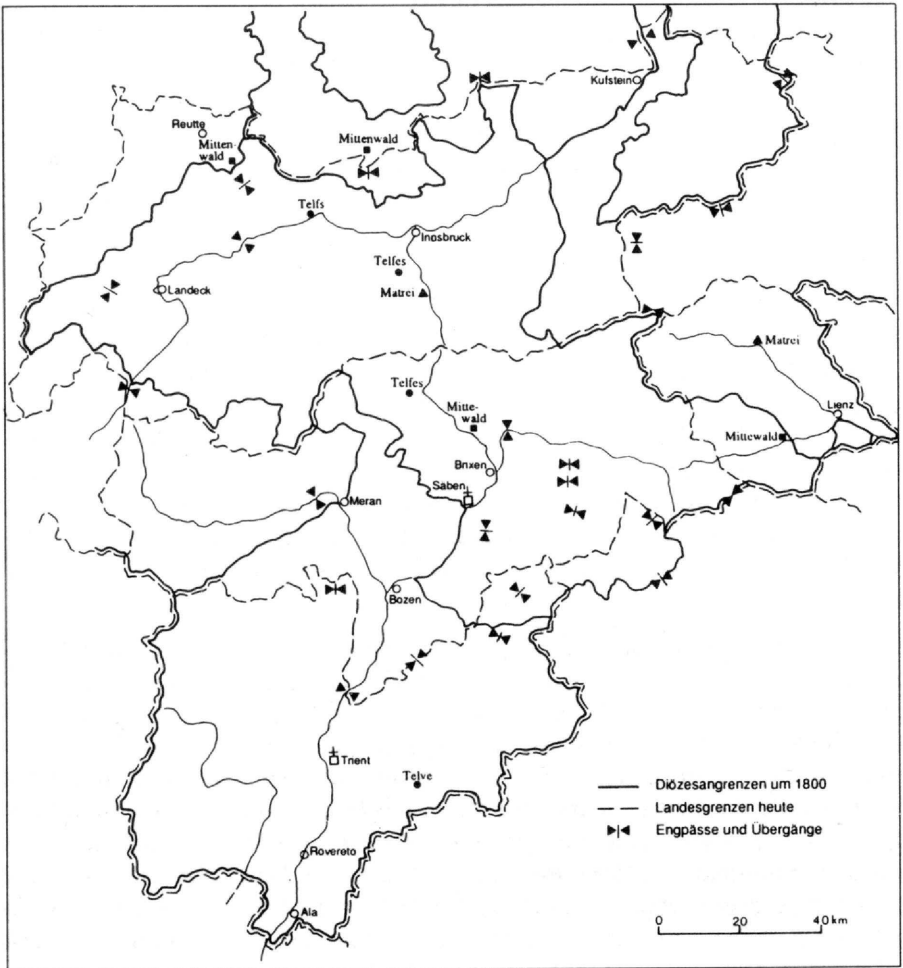 Kufstein
Reutte
Mitten-
wald
Mittenwald
Telfs
Innsbruck
Telfes
Landeck
Matrei
Matrei
Telfes
Lienz
Mitte-
wald
Mittewald
Brixen
Saben
Meran
Bozen
Trient
Telve
Diözesangrenzen um 1800
Landesgrenzen heute
Engpässe und Übergänge
Rovereto
Ala
0 20 40 km